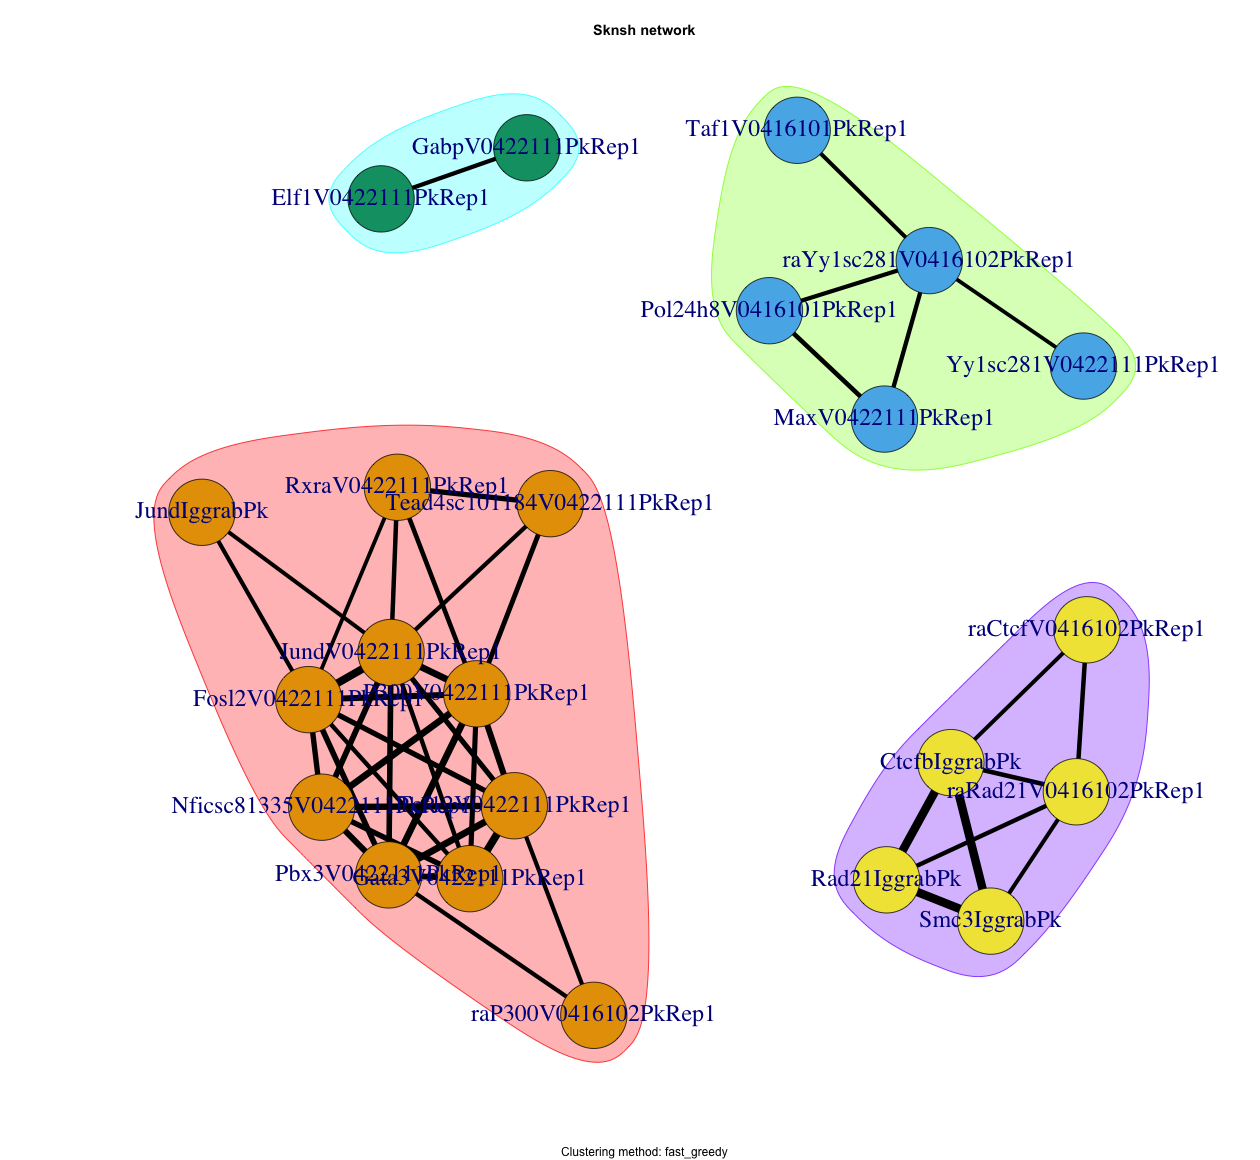 Sknsh network
Taf1V0416101PkRep1
GabpV0422111PkRep1
Elf1V0422111PkRep1
raYy1sc281V0416102PkRep1
Pol24h8V0416101PkRep1
Yy1sc281V0422111PkRep1
MaxV0422111PkRep1
RxraV0422111PkRep1
Tead4sc101184V0422111PkRep1
JundIggrabPk
raCtcfV0416102PkRep1
JundV0422111PkRep1
P300V0422111PkRep1
Fosl2V0422111PkRep1
CtcfbIggrabPk
raRad21V0416102PkRep1
Nficsc81335V0422111PkRep1
V0422111PkRep1
Pbx3V0422111PkRep1
Gata3V0422111PkRep1
Rad21IggrabPk
Smc3IggrabPk
raP300V0416102PkRep1
Clustering method: fast_greedy